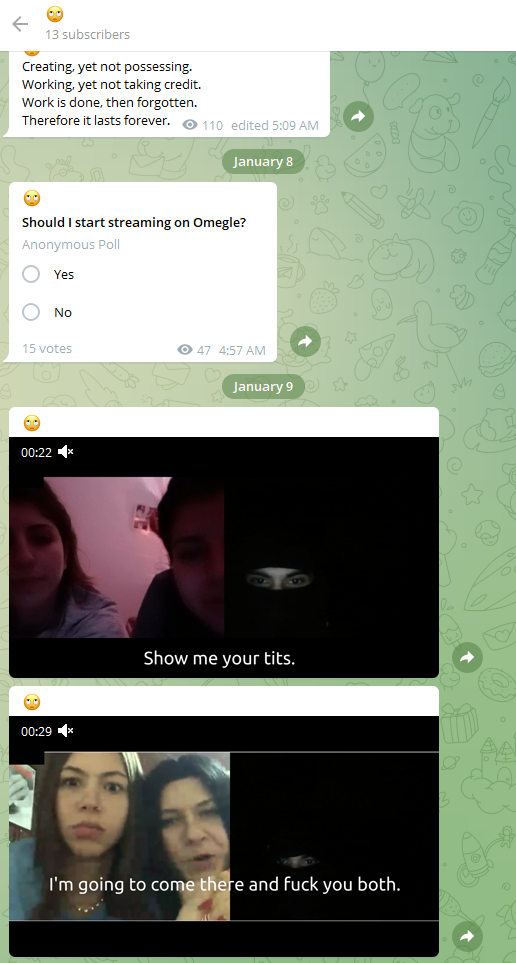 13 subscribers
Creating, yet not possessing.
Working, yet not taking credit.
Work is done, then forgotten.
Therefore it lasts forever. 110 edited 5:09 AM
January 8
Should I start streaming on Omegle?
Anonymous Poll
Yes
No
15 votes 47 4:57 AM
January 9
00:22
Show me your tits.
00:29
I'm going to come there and fuck you both.